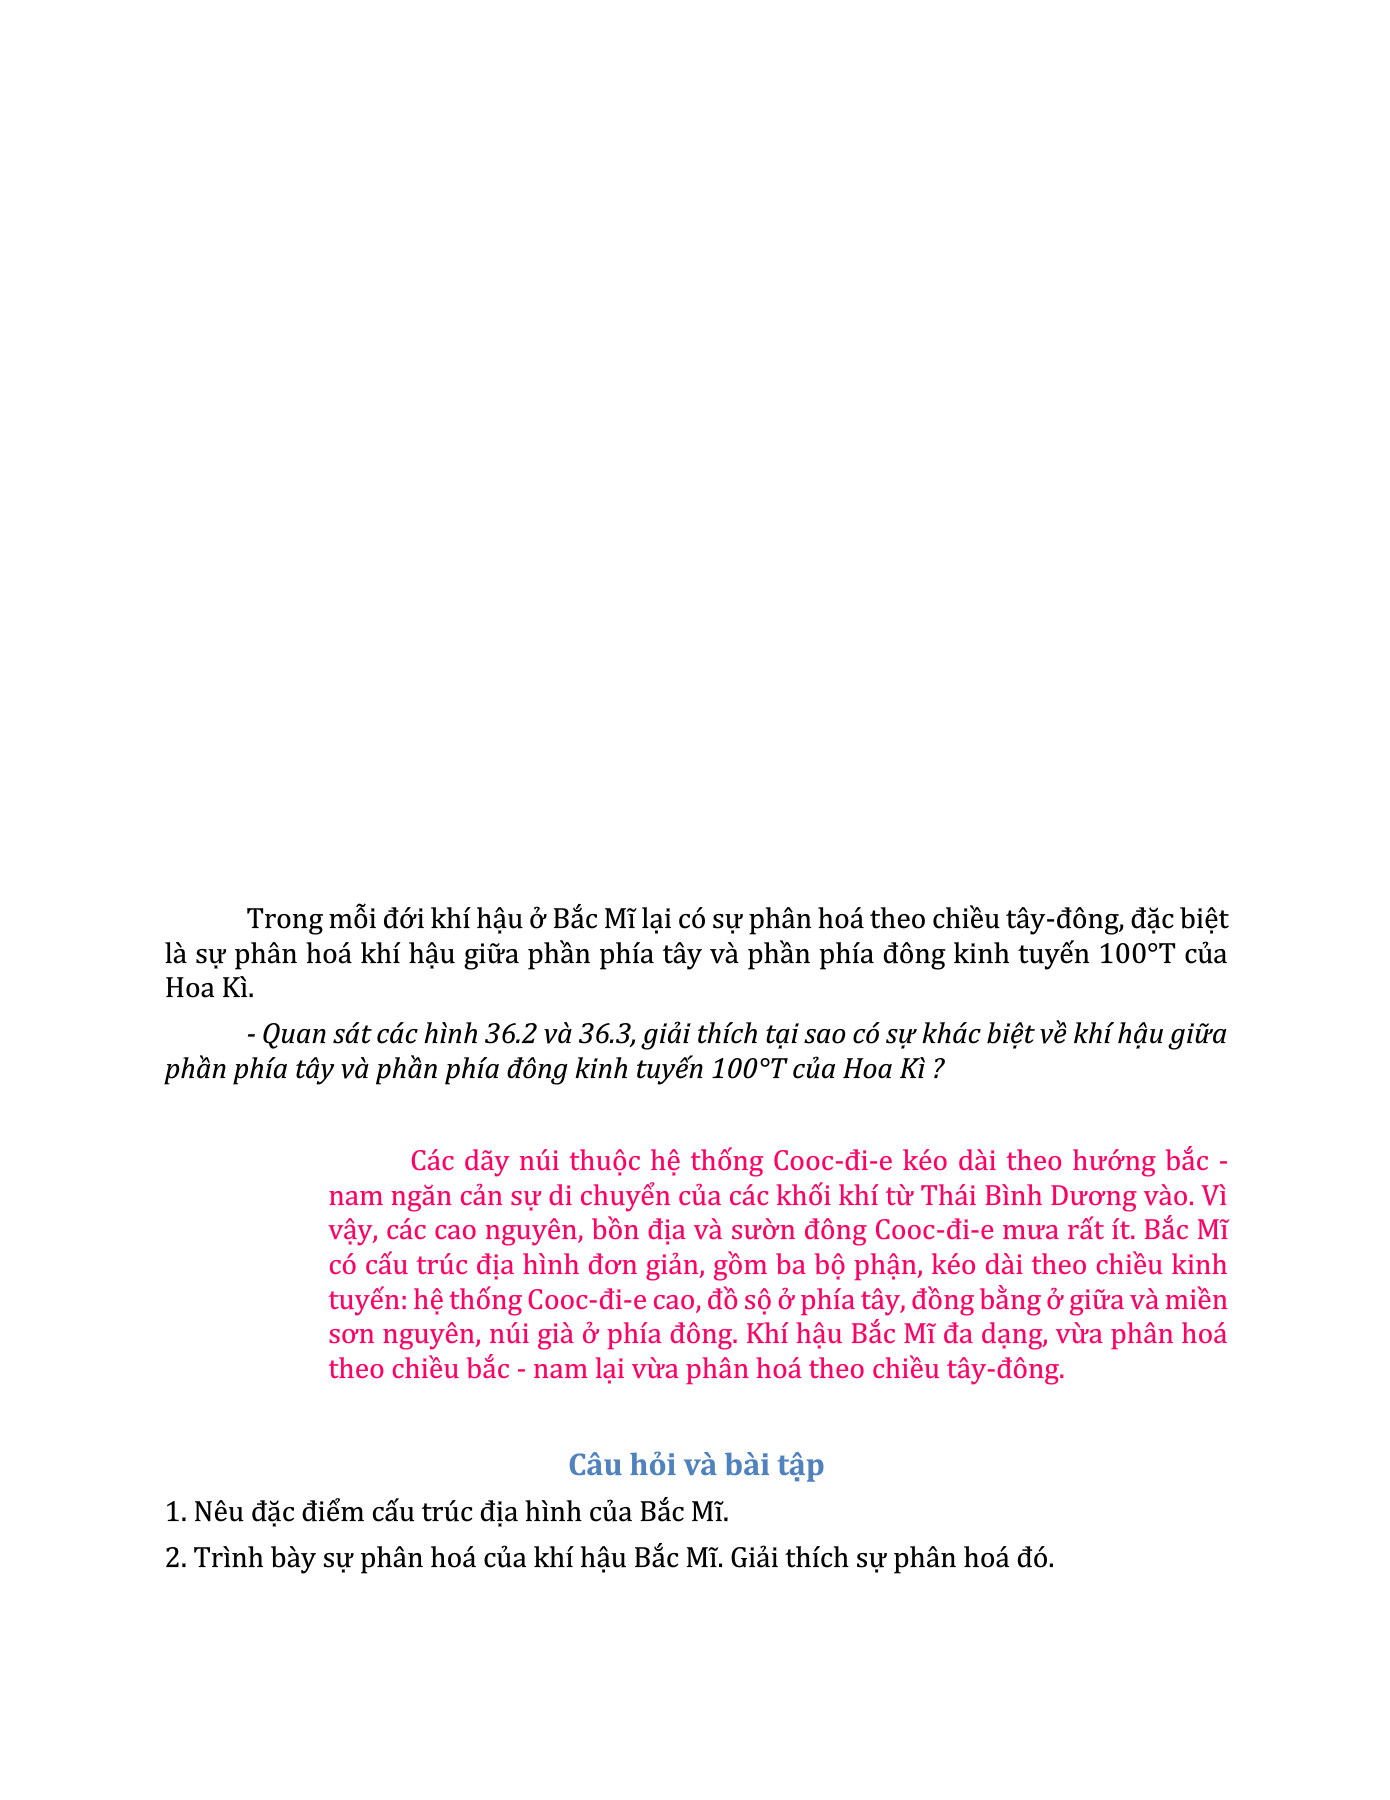 Trong mỗi đới khí hậu ở Bắc Mĩ lại có sự phân hoá theo chiều tây-đông, đặc biệt
là sự phân hoá khí hậu giữa phần phía tây và phần phía đông kinh tuyến 100°T của
Hoa Kì.
- Quan sát các hình 36.2 và 36.3, giải thích tại sao có sự khác biệt về khí hậu giữa
phần phía tây và phần phía đông kinh tuyến 100°T của Hoa Kì ?
Các dãy núi thuộc hệ thống Cooc-đi-e kéo dài theo hướng bắc -
nam ngăn cản sự di chuyển của các khối khí từ Thái Bình Dương vào. Vì
vậy, các cao nguyên, bồn địa và sườn đông Cooc-đi-e mưa rất ít. Bắc Mĩ
có cấu trúc địa hình đơn giản, gồm ba bộ phận, kéo dài theo chiều kinh
tuyến: hệ thống Cooc-đi-e cao, đồ sộ ở phía tây, đồng bằng ở giữa và miền
sơn nguyên, núi già ở phía đông. Khí hậu Bắc Mĩ đa dạng, vừa phân hoá
theo chiều bắc - nam lại vừa phân hoá theo chiều tây-đông.
Câu hỏi và bài tập
1. Nêu đặc điểm cấu trúc địa hình của Bắc Mĩ.
2. Trình bày sự phân hoá của khí hậu Bắc Mĩ. Giải thích sự phân hoá đó.